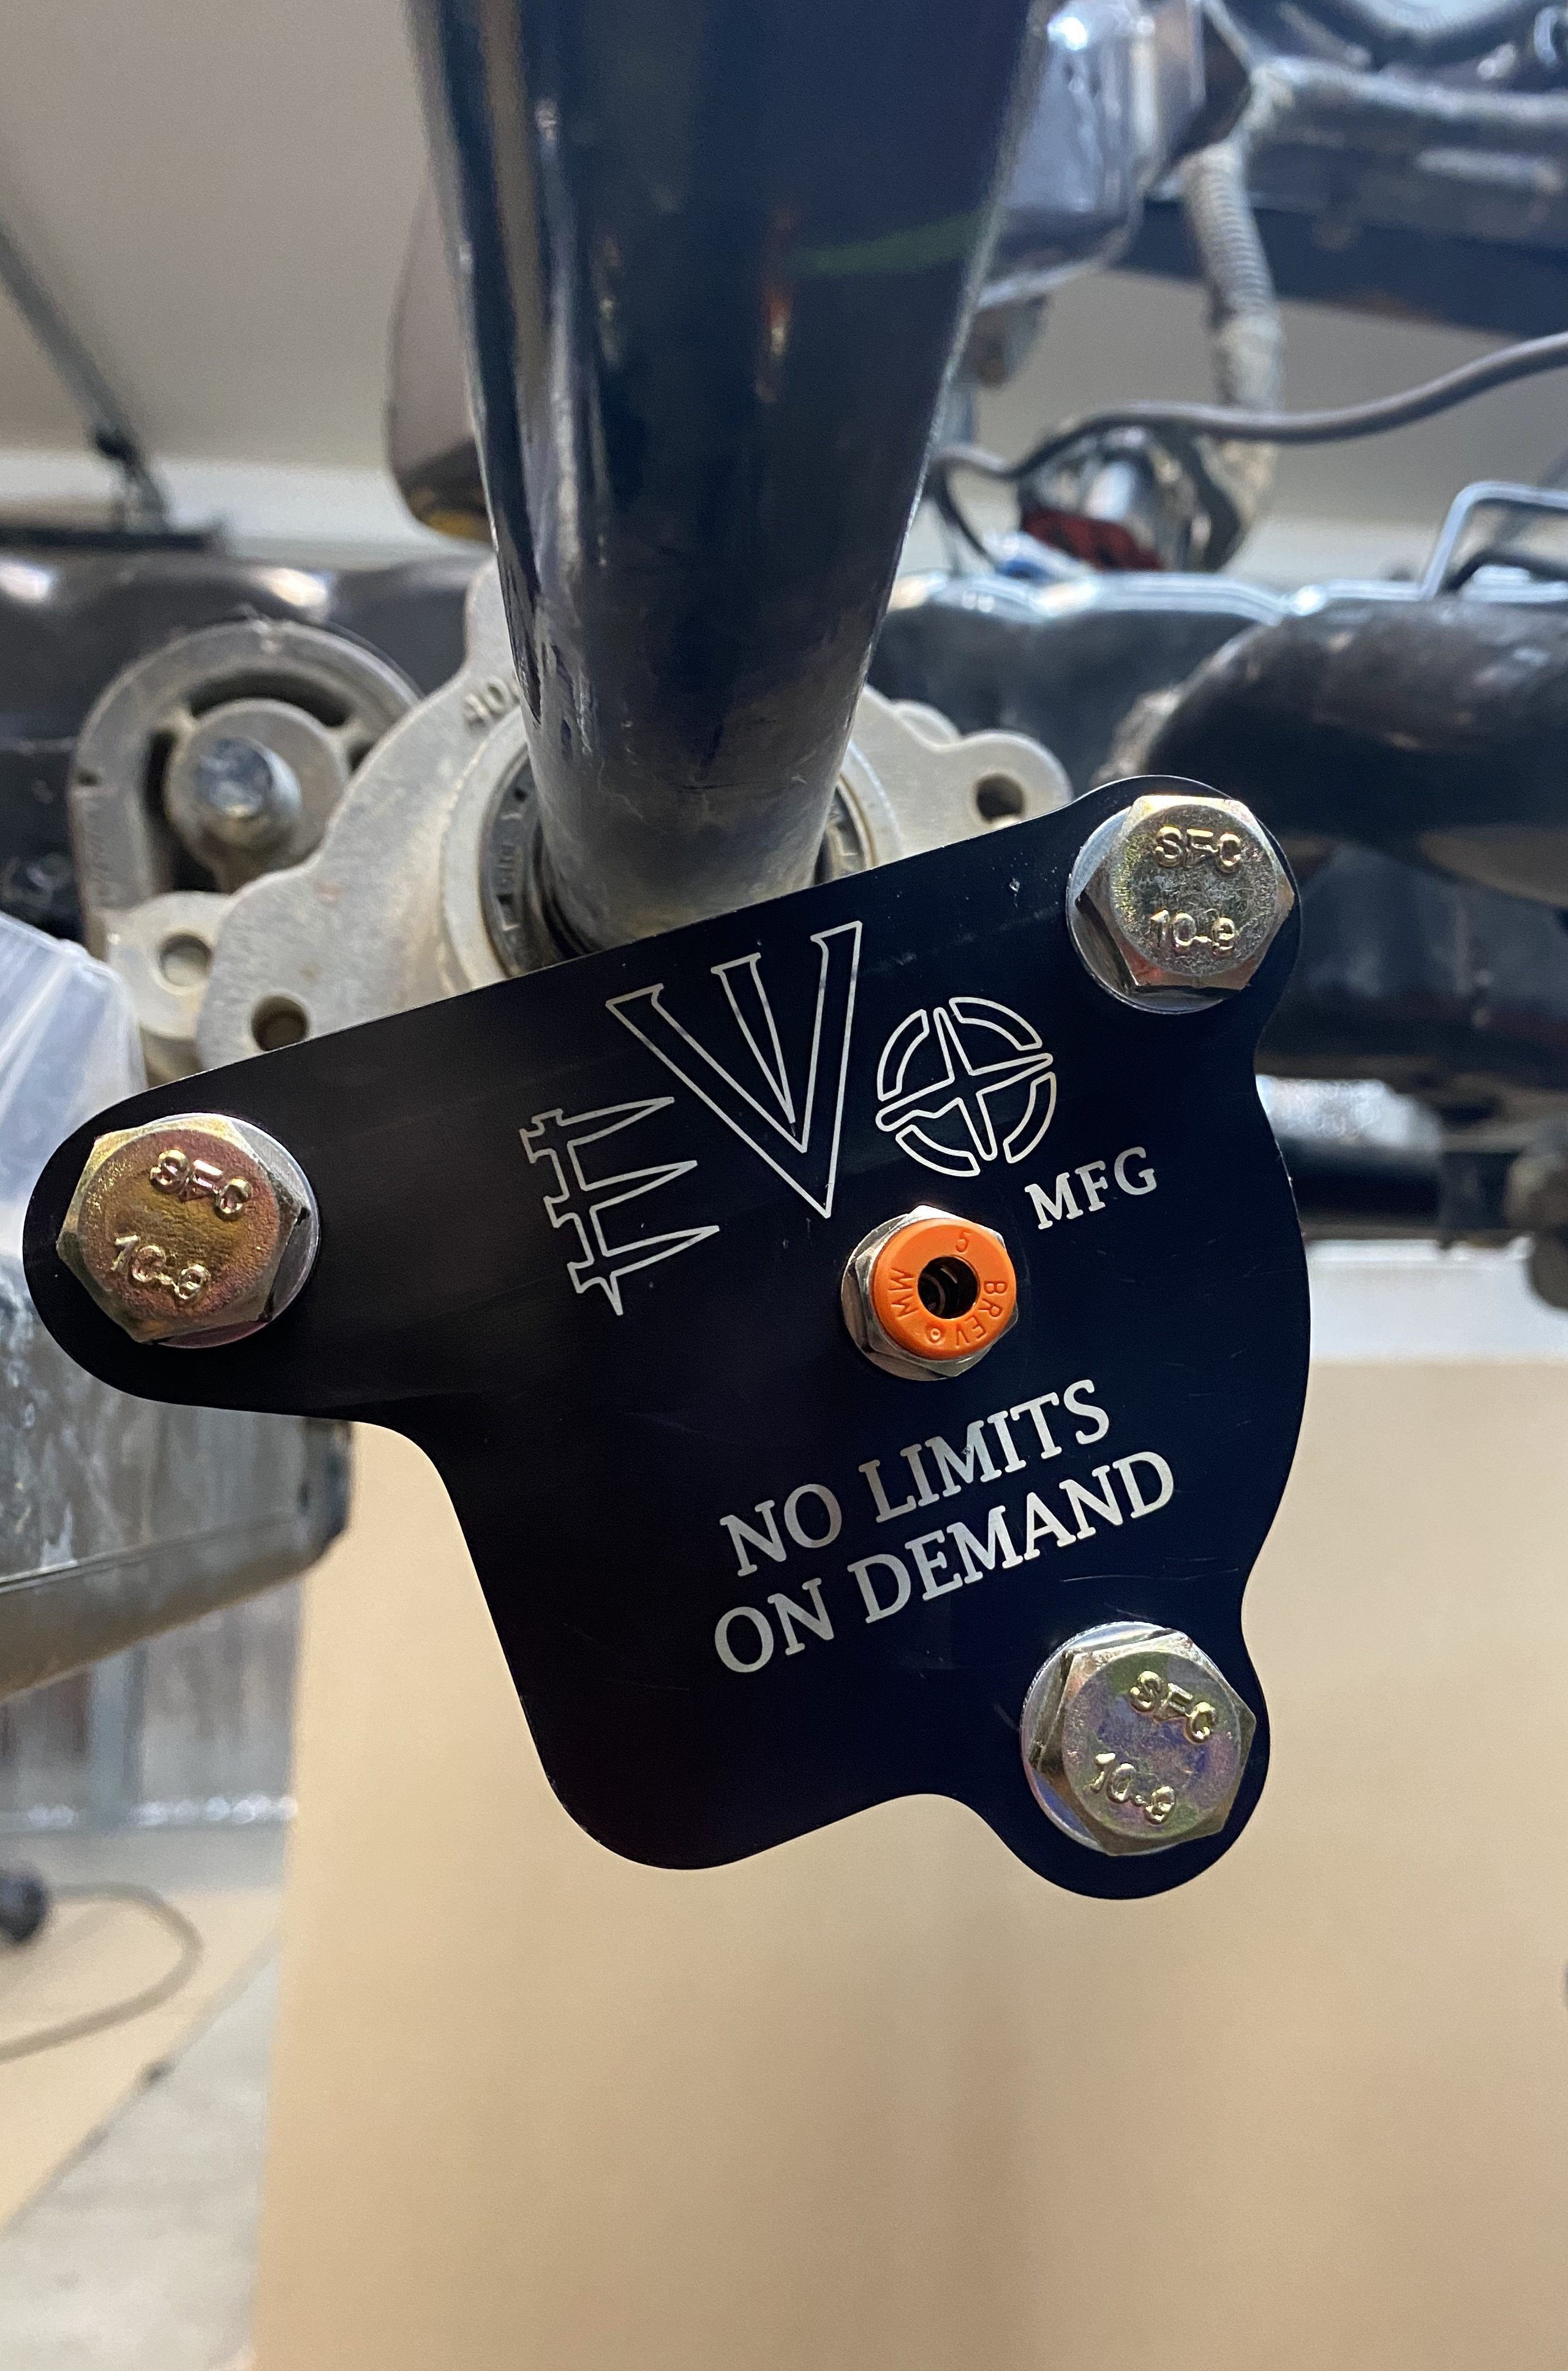 SFC
10-9
SFC
10-9
EVO
MFG
5
MM BREV
NO LIMITS
ON DEMAND
SFC
10-9